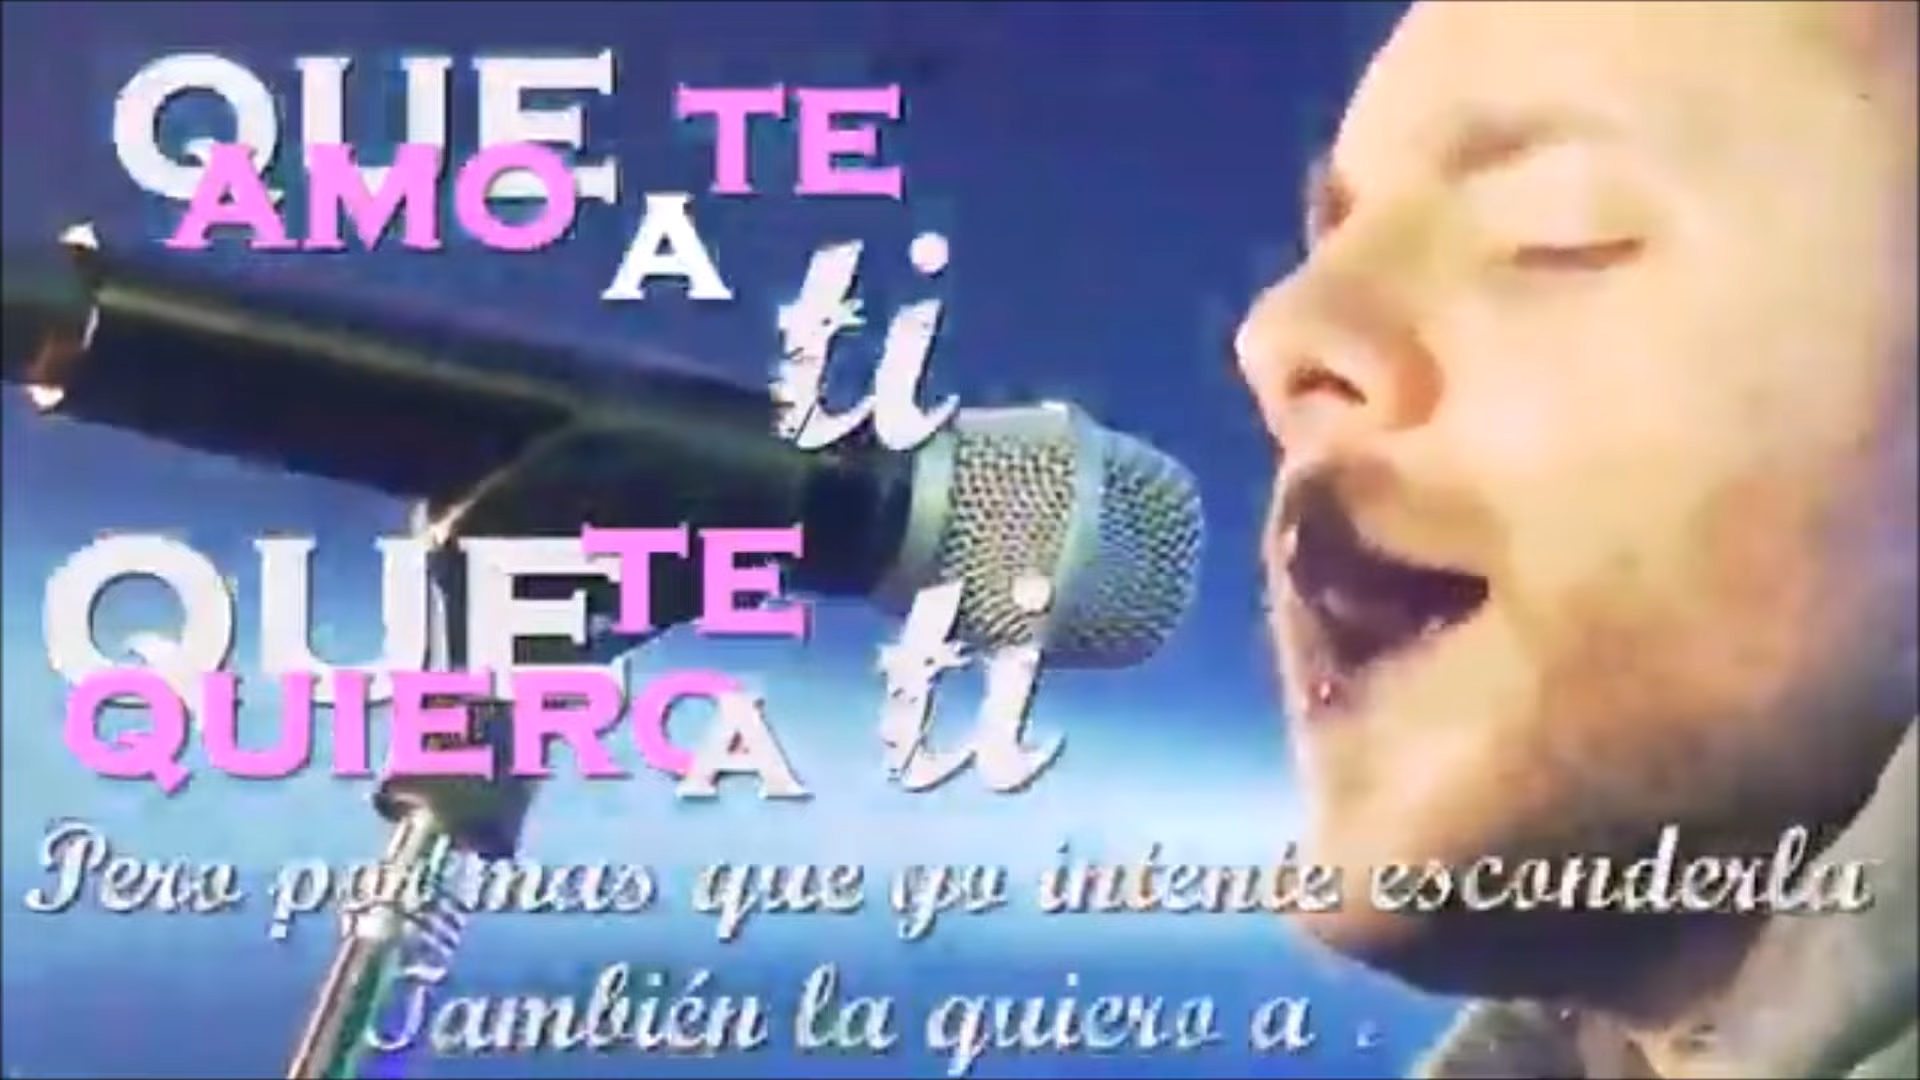 QUE TE
AMO A ti
QUE TE
QUIERO A ti
Pero por mas que yo intente esconderla
También la quiero a